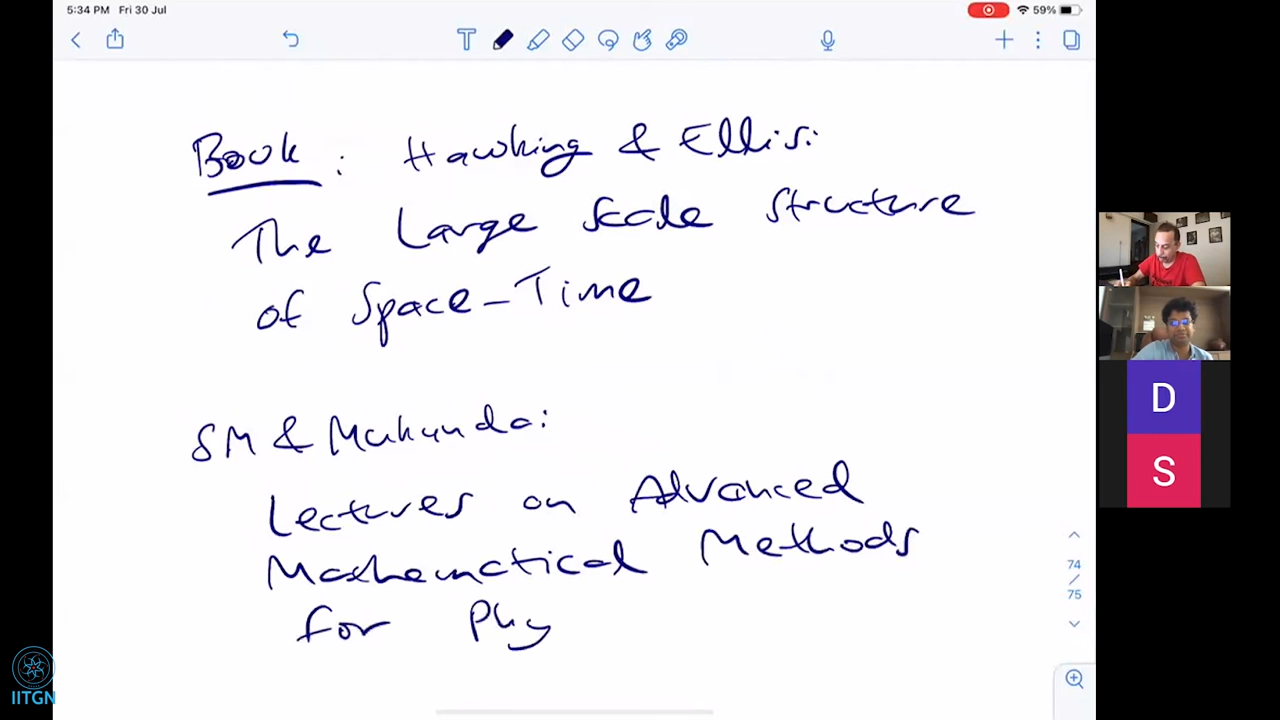 5:34 PM Fri 30 Jul
59%
Book: Hawking & Ellis:
The Large Scale Structure
of Space-Time
SM & Mukunda:
Lectures on Advanced
Mathematical Methods
for Phy
74
75
D
S
IITGN